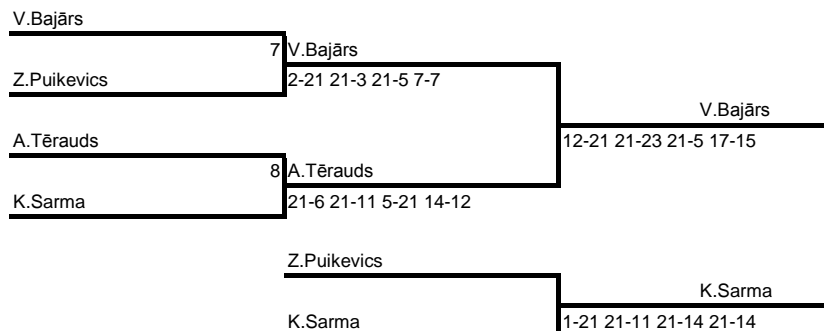 V.Bajārs
7 V.Bajārs
Z.Puikevics
2-21 21-3 21-5 7-7
V.Bajārs
A.Tērauds
12-21 21-23 21-5 17-15
8 A.Tērauds
K.Sarma
21-6 21-11 5-21 14-12
Z.Puikevics
K.Sarma
K.Sarma
1-21 21-11 21-14 21-14